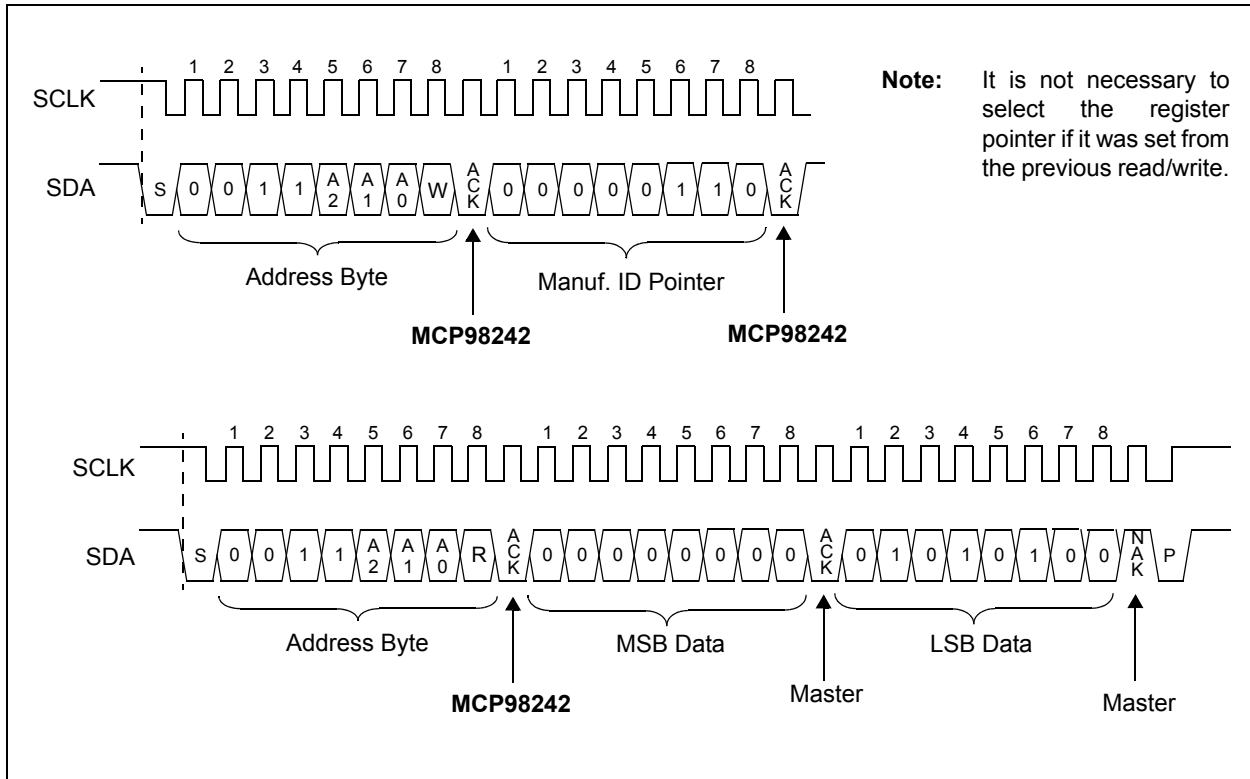 1 2 3 4 5 6 7 8 1 2 3 4 5 6 7 8
SCLK
SDA
S 0 0 1 1 A2 A1 A0 W ACK 0 0 0 0 0 1 1 0 ACK
Address Byte
Manuf. ID Pointer
MCP98242
MCP98242
Note: It is not necessary to
select the register
pointer if it was set from
the previous read/write.
1 2 3 4 5 6 7 8 1 2 3 4 5 6 7 8 1 2 3 4 5 6 7 8
SCLK
SDA
S 0 0 1 1 A2 A1 A0 R ACK 0 0 0 0 0 0 0 0 ACK 0 1 0 1 0 1 0 0 NAK P
Address Byte
MSB Data
LSB Data
MCP98242
Master
Master